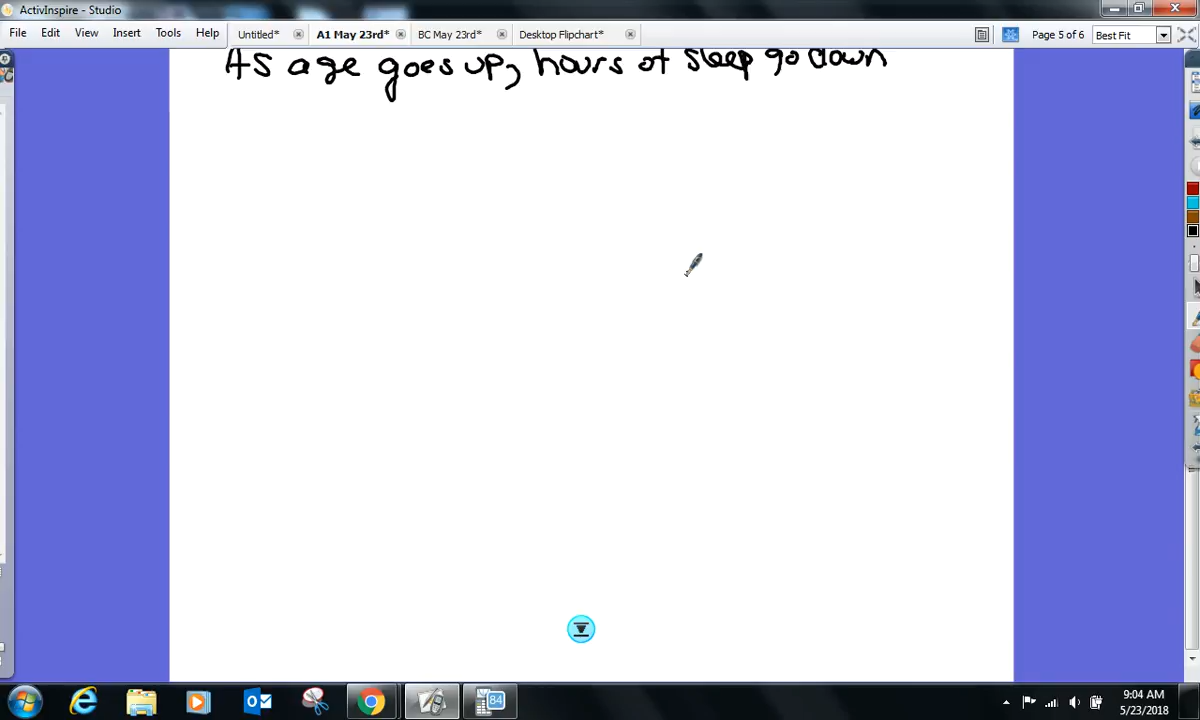 ActivInspire - Studio
File Edit View Insert Tools Help Untitled* A1 May 23rd* BC May 23rd* Desktop Flipchart* Page 5 of 6 Best Fit
As age goes up, hours of sleep go down
84
9:04 AM
5/23/2018